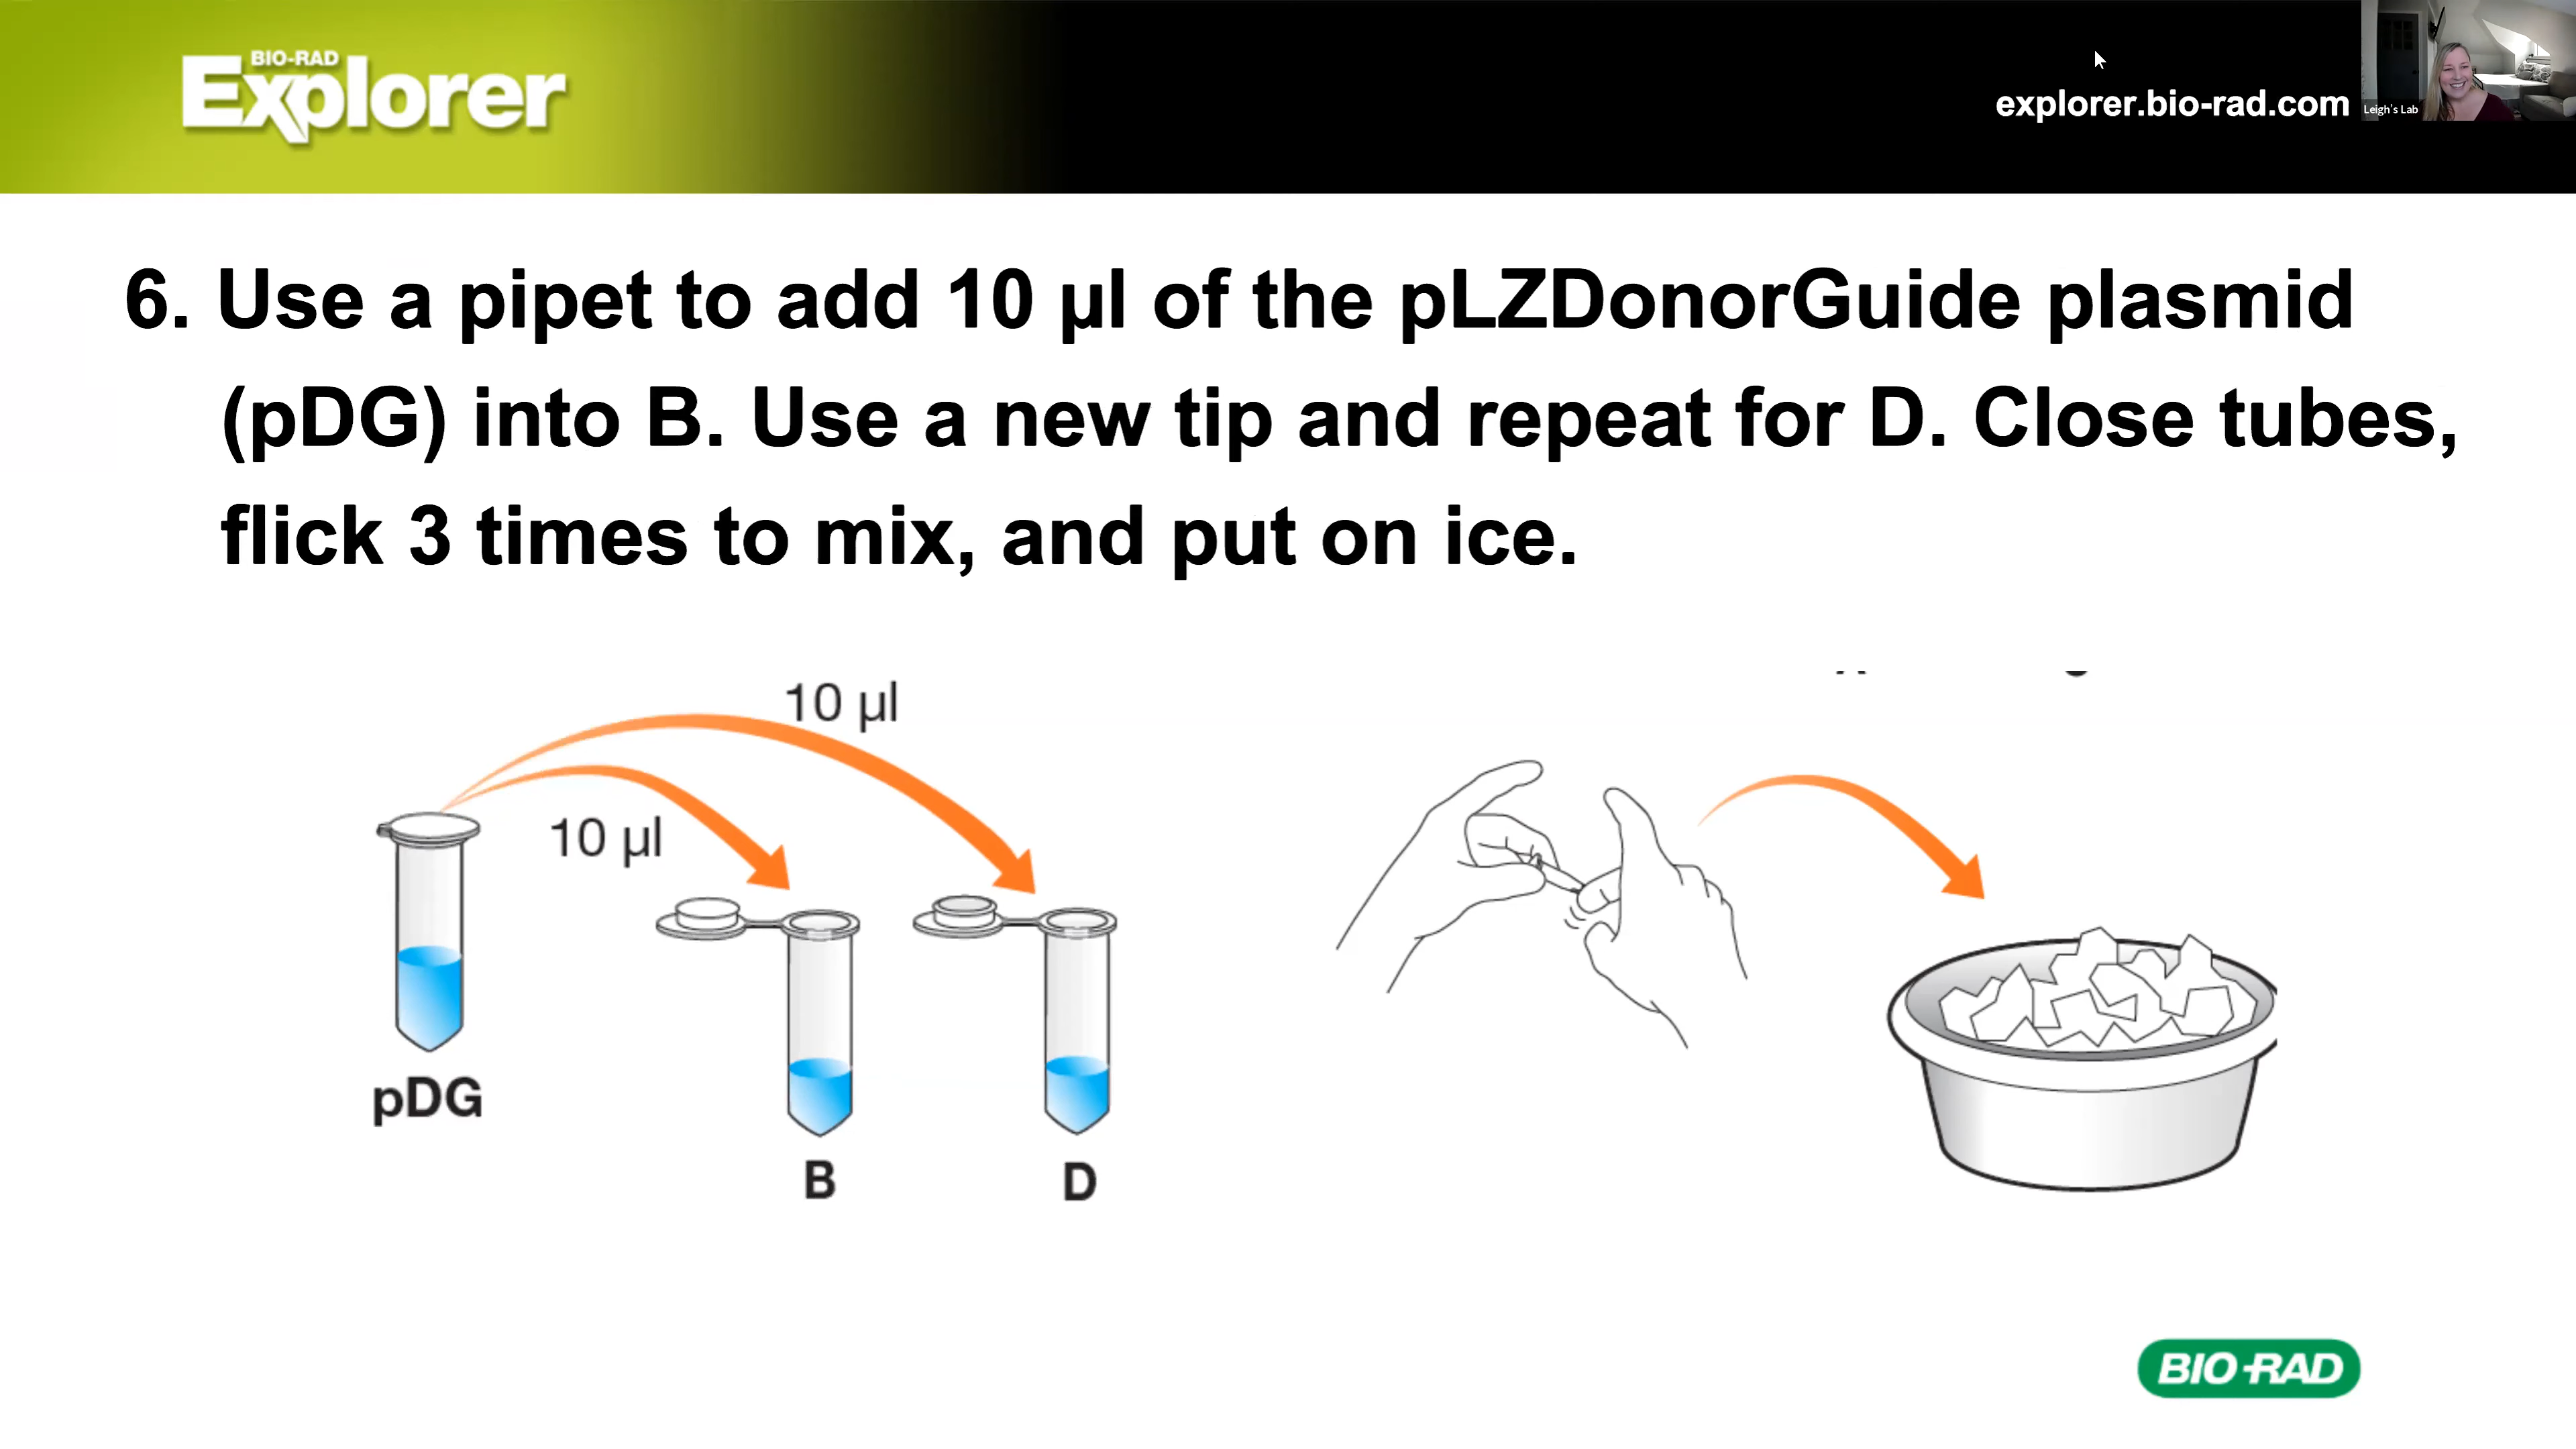 BIO-RAD
Explorer
explorer.bio-rad.com
Leigh's Lab
6. Use a pipet to add 10 µl of the pLZDonorGuide plasmid
(pDG) into B. Use a new tip and repeat for D. Close tubes,
flick 3 times to mix, and put on ice.
10 µl
10 µl
pDG
B
D
BIO-RAD